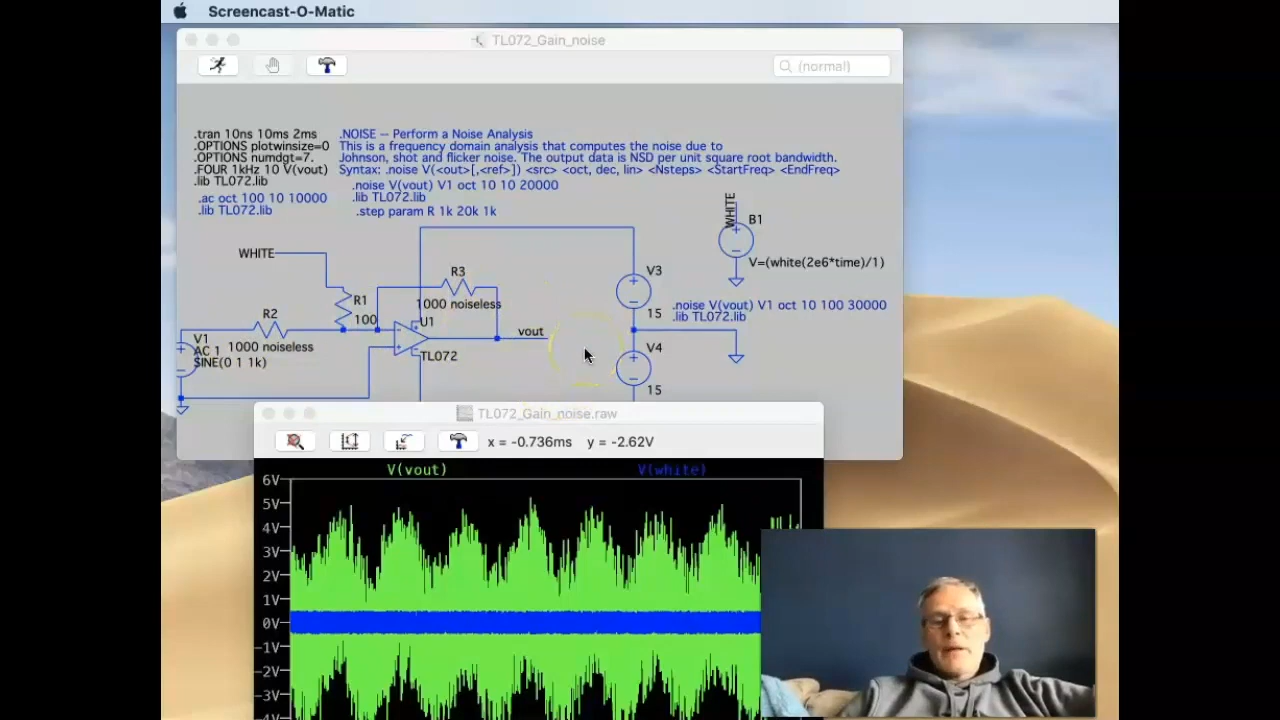 Screencast-O-Matic
TL072_Gain_noise
(normal)
.tran 10ns 10ms 2ms
.OPTIONS plotwinsize=0
.OPTIONS numdgt=7.
.FOUR 1kHz 10 V(vout)
.lib TL072.lib
.NOISE -- Perform a Noise Analysis
This is a frequency domain analysis that computes the noise due to
Johnson, shot and flicker noise. The output data is NSD per unit square root bandwidth.
Syntax: .noise V(<out>[,<ref>]) <src> <oct, dec, lin> <Nsteps> <StartFreq> <EndFreq>
.ac oct 100 10 10000
.lib TL072.lib
.noise V(vout) V1 oct 10 10 20000
.lib TL072.lib
.step param R 1k 20k 1k
WHITE
B1
V=(white(2e6*time)/1)
WHITE
R3
1000 noiseless
V3
15
R1
100
R2
1000 noiseless
U1
TL072
vout
.noise V(vout) V1 oct 10 100 30000
.lib TL072.lib
V1
AC 1
SINE(0 1 1k)
V4
15
TL072_Gain_noise.raw
x = -0.736ms y = -2.62V
V(vout) V(white)
6V
5V
4V
3V
2V
1V
0V
-1V
-2V
-3V
-4V